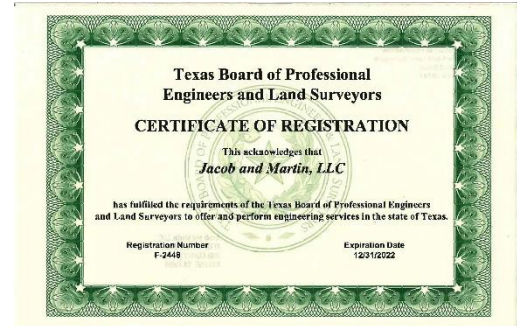 Texas Board of Professional
Engineers and Land Surveyors
CERTIFICATE OF REGISTRATION
This acknowledges that
Jacob and Martin, LLC
has fulfilled the requirements of the Texas Board of Professional Engineers
and Land Surveyors to offer and perform engineering services in the state of Texas.
Registration Number
F-2448
Expiration Date
12/31/2022